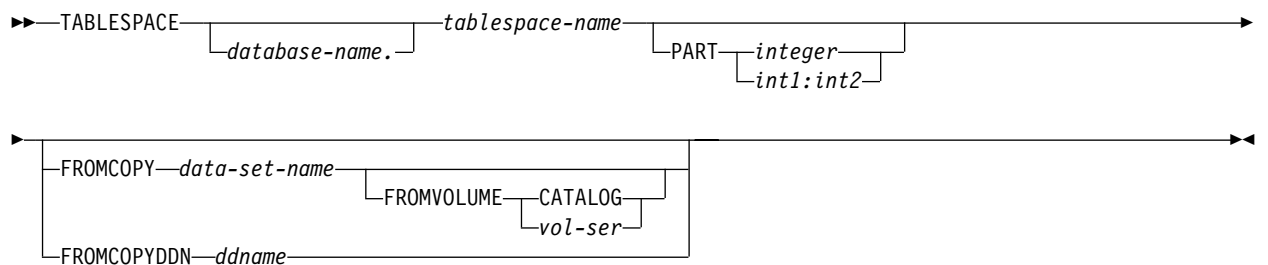 TABLESPACE database-name. tablespace-name PART integer
int1:int2
FROMCOPY data-set-name FROMVOLUME CATALOG
vol-ser
FROMCOPYDDN ddname